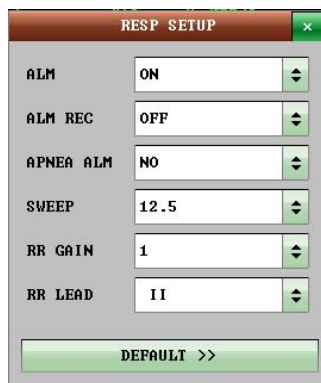 RESP SETUP ×
ALM ON
ALM REC OFF
APNEA ALM NO
SWEEP 12.5
RR GAIN 1
RR LEAD II
DEFAULT >>